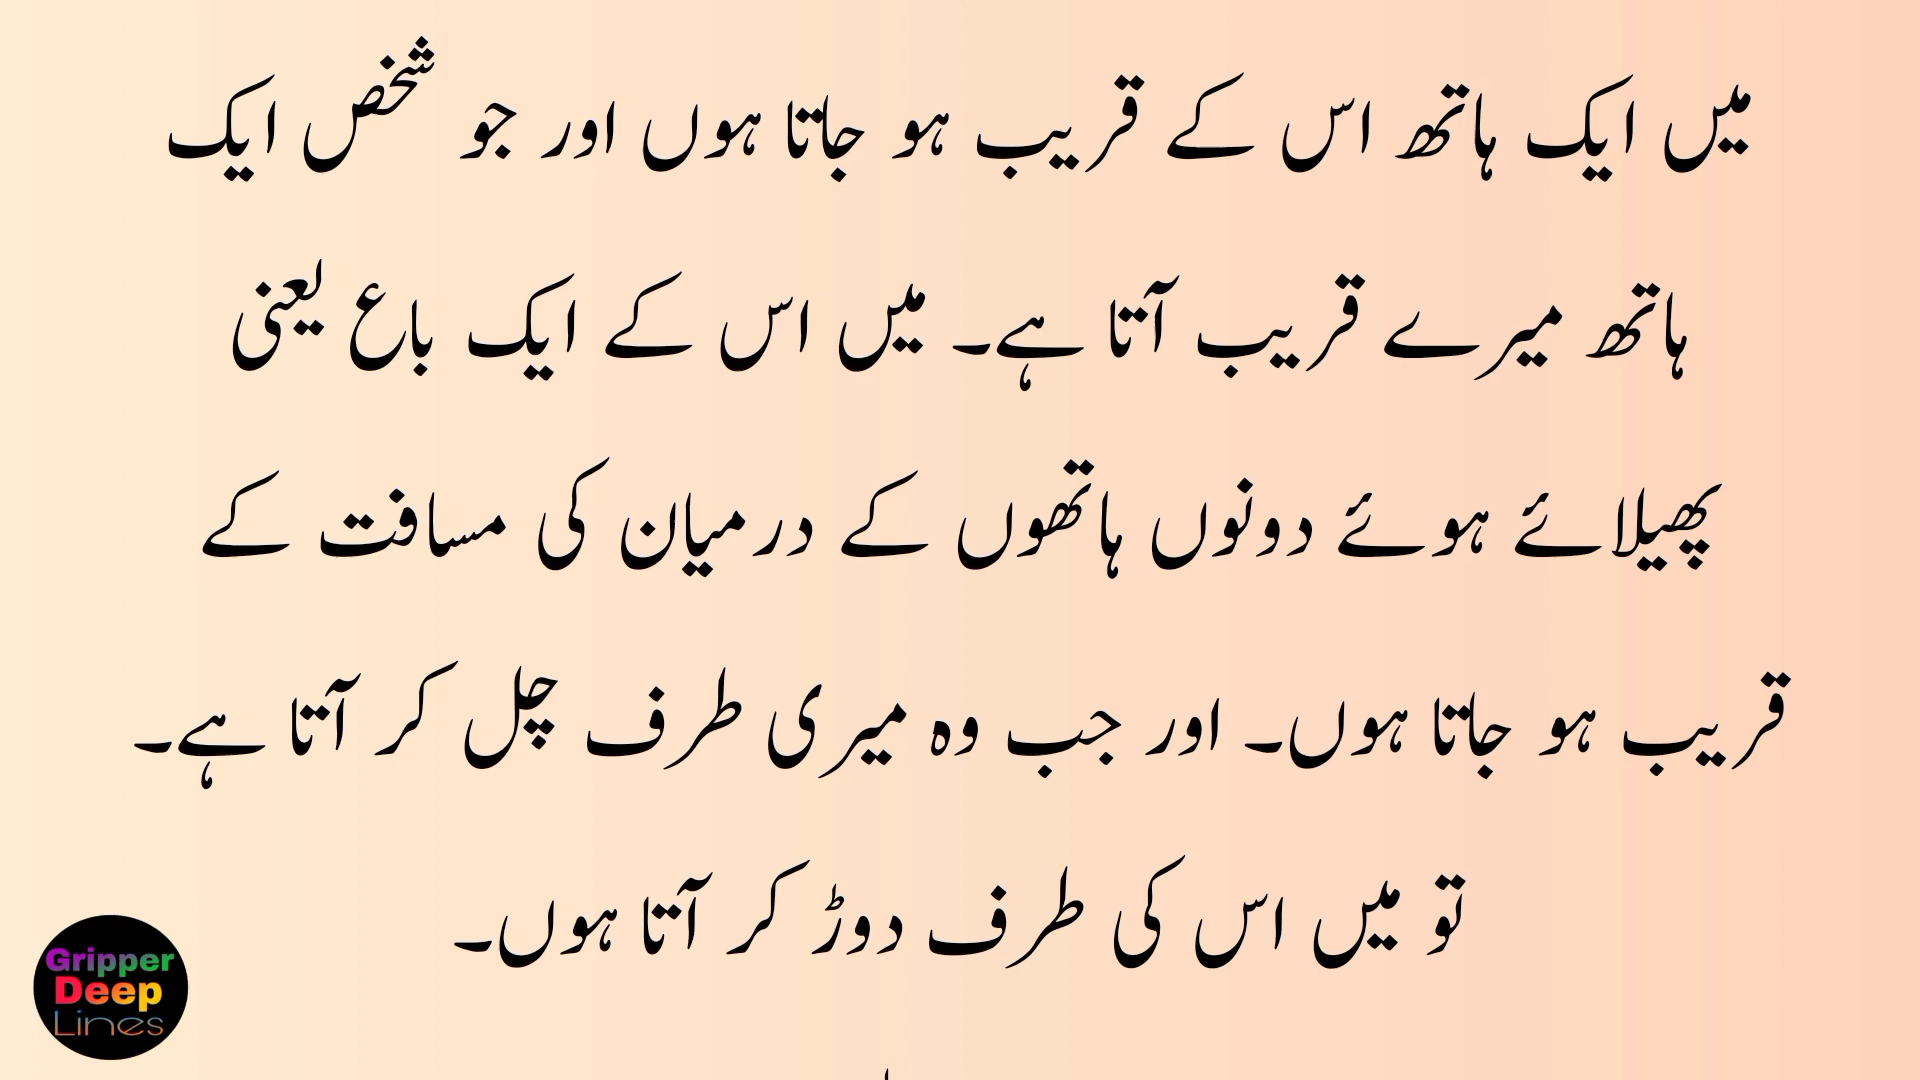 میں ایک ہاتھ اس کے قریب ہو جاتا ہوں اور جو شخص ایک
ہاتھ میرے قریب آتا ہے۔ میں اس کے ایک باع یعنی
پھیلائے ہوئے دونوں ہاتھوں کے درمیان کی مسافت کے
قریب ہو جاتا ہوں۔ اور جب وہ میری طرف چل کر آتا ہے۔
تو میں اس کی طرف دوڑ کر آتا ہوں۔
Gripper
Deep
Lines